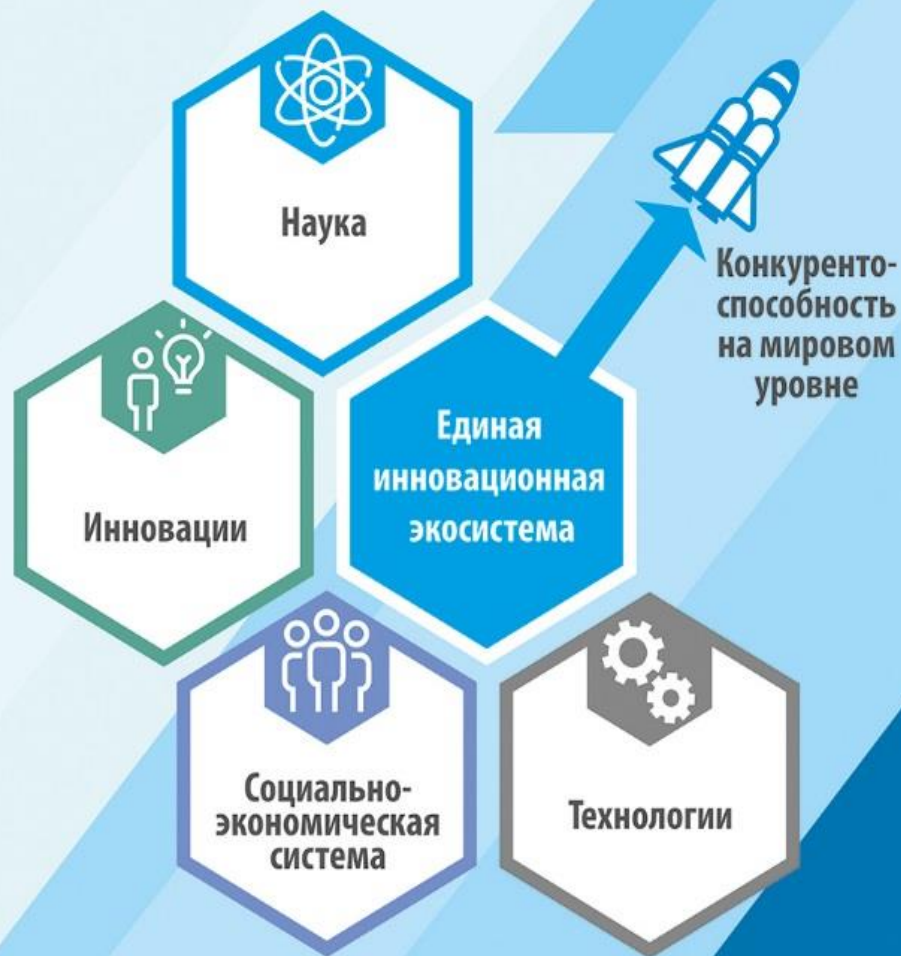 Наука
Конкуренто-
способность
на мировом
уровне
Единая
инновационная
экосистема
Инновации
Социально-
экономическая
система
Технологии